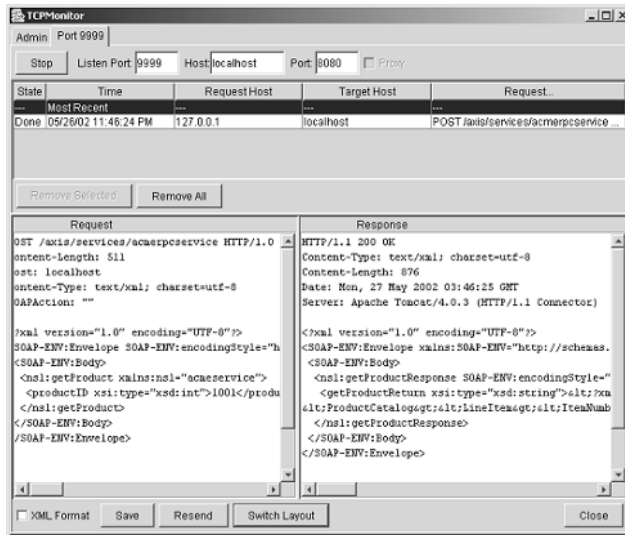 TCPMonitor
Admin Port 9999
Stop Listen Port: 9999 Host: localhost Port: 8080 Proxy
State Time Request Host Target Host Request...
--- Most Recent --- --- ---
Done 05/26/02 11:46:24 PM 127.0.0.1 localhost POST /axis/services/acmerpcservice ...
Remove Selected Remove All
Request
OST /axis/services/acmerpcservice HTTP/1.0
ontent-Length: 511
ost: localhost
ontent-Type: text/xml; charset=utf-8
OAPAction: ""
?xml version="1.0" encoding="UTF-8"?>
SOAP-ENV:Envelope SOAP-ENV:encodingStyle="h
<SOAP-ENV:Body>
<ns1:getProduct xmlns:ns1="acmeservice">
<productID xsi:type="xsd:int">1001</produ
</ns1:getProduct>
</SOAP-ENV:Body>
/SOAP-ENV:Envelope>
Response
HTTP/1.1 200 OK
Content-Type: text/xml; charset=utf-8
Content-Length: 876
Date: Mon, 27 May 2002 03:46:25 GMT
Server: Apache Tomcat/4.0.3 (HTTP/1.1 Connector)
<?xml version="1.0" encoding="UTF-8"?>
<SOAP-ENV:Envelope xmlns:SOAP-ENV="http://schemas.
<SOAP-ENV:Body>
<ns1:getProductResponse SOAP-ENV:encodingStyle="
<getProductReturn xsi:type="xsd:string">&lt;?xm
&lt;ProductCatalog&gt;&lt;LineItem&gt;&lt;ItemNumb
</ns1:getProductResponse>
</SOAP-ENV:Body>
</SOAP-ENV:Envelope>
XML Format Save Resend Switch Layout Close